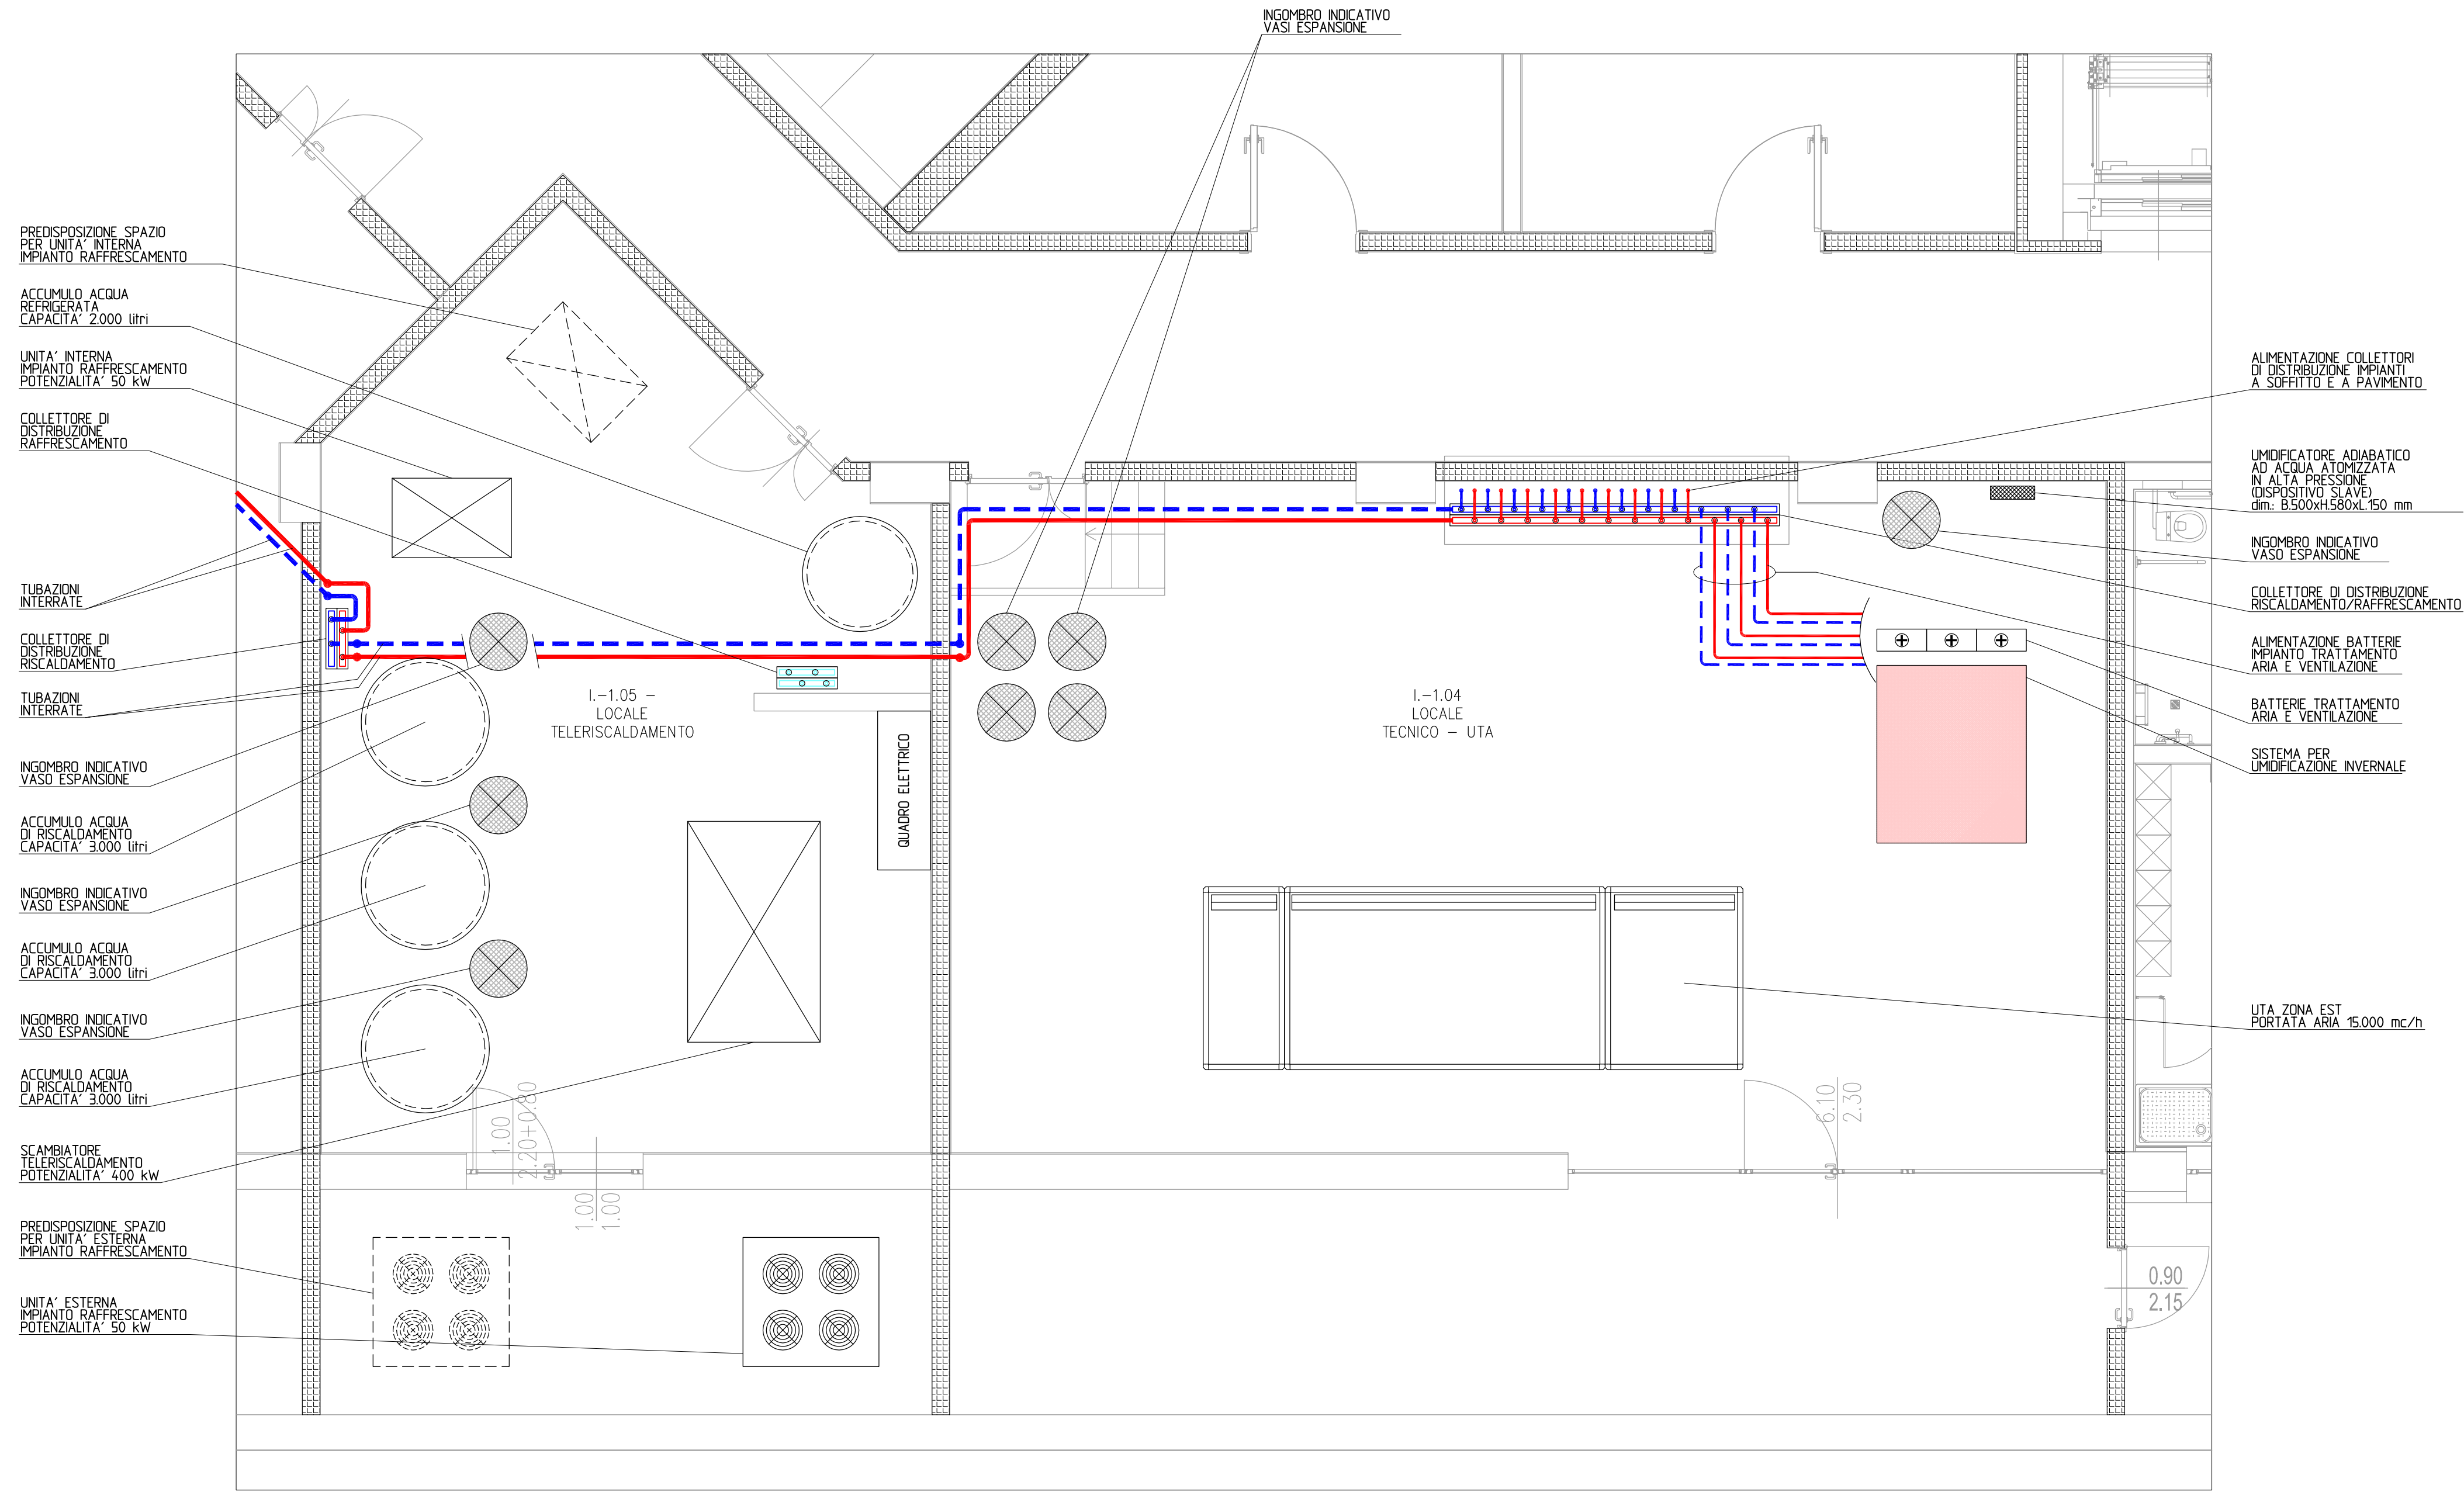 INGOMBRO INDICATIVO
VASI ESPANSIONE
PREDISPOSIZIONE SPAZIO
PER UNITA' INTERNA
IMPIANTO RAFFRESCAMENTO
ACCUMULO ACQUA
REFRIGERATA
CAPACITA' 2.000 litri
UNITA' INTERNA
IMPIANTO RAFFRESCAMENTO
POTENZIALITA' 50 kW
COLLETTORE DI
DISTRIBUZIONE
RAFFRESCAMENTO
TUBAZIONI
INTERRATE
COLLETTORE DI
DISTRIBUZIONE
RISCALDAMENTO
TUBAZIONI
INTERRATE
INGOMBRO INDICATIVO
VASO ESPANSIONE
ACCUMULO ACQUA
DI RISCALDAMENTO
CAPACITA' 3.000 litri
INGOMBRO INDICATIVO
VASO ESPANSIONE
ACCUMULO ACQUA
DI RISCALDAMENTO
CAPACITA' 3.000 litri
INGOMBRO INDICATIVO
VASO ESPANSIONE
ACCUMULO ACQUA
DI RISCALDAMENTO
CAPACITA' 3.000 litri
SCAMBIATORE
TELERISCALDAMENTO
POTENZIALITA' 400 kW
PREDISPOSIZIONE SPAZIO
PER UNITA' ESTERNA
IMPIANTO RAFFRESCAMENTO
UNITA' ESTERNA
IMPIANTO RAFFRESCAMENTO
POTENZIALITA' 50 kW
I.-1.05 -
LOCALE
TELERISCALDAMENTO
QUADRO ELETTRICO
1.00
2.20+0.80
1.00
1.00
I.-1.04
LOCALE
TECNICO - UTA
6.10
2.30
0.90
2.15
ALIMENTAZIONE COLLETTORI
DI DISTRIBUZIONE IMPIANTI
A SOFFITTO E A PAVIMENTO
UMIDIFICATORE ADIABATICO
AD ACQUA ATOMIZZATA
IN ALTA PRESSIONE
(DISPOSITIVO SLAVE)
dim.: B.500xH.580xL.150 mm
INGOMBRO INDICATIVO
VASO ESPANSIONE
COLLETTORE DI DISTRIBUZIONE
RISCALDAMENTO/RAFFRESCAMENTO
ALIMENTAZIONE BATTERIE
IMPIANTO TRATTAMENTO
ARIA E VENTILAZIONE
BATTERIE TRATTAMENTO
ARIA E VENTILAZIONE
SISTEMA PER
UMIDIFICAZIONE INVERNALE
UTA ZONA EST
PORTATA ARIA 15.000 mc/h